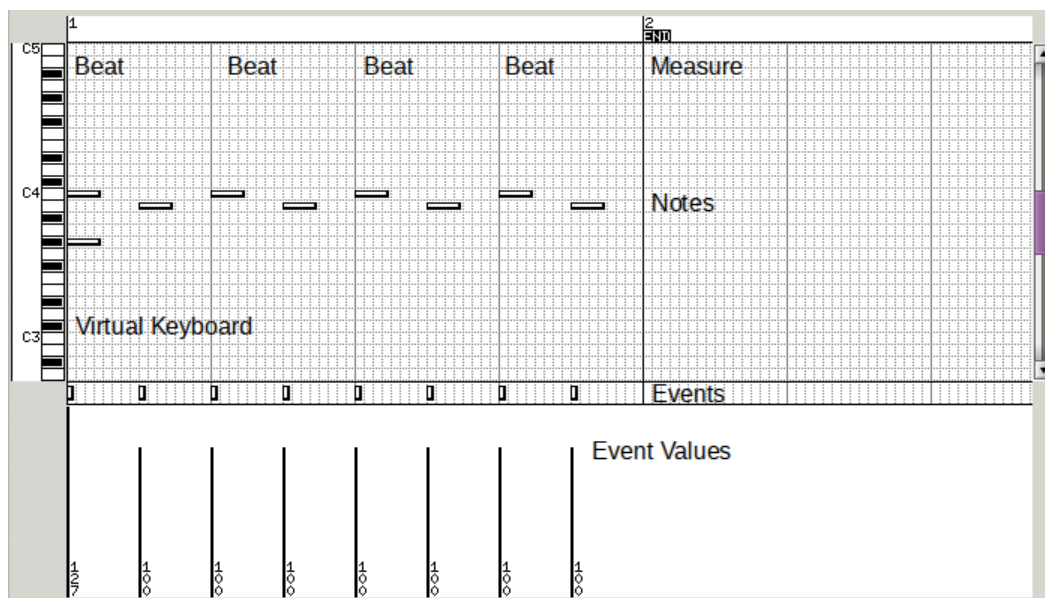 1 2
END
C5
Beat Beat Beat Beat Measure
C4
Notes
Virtual Keyboard
C3
Events
Event Values
127 100 100 100 100 100 100 100